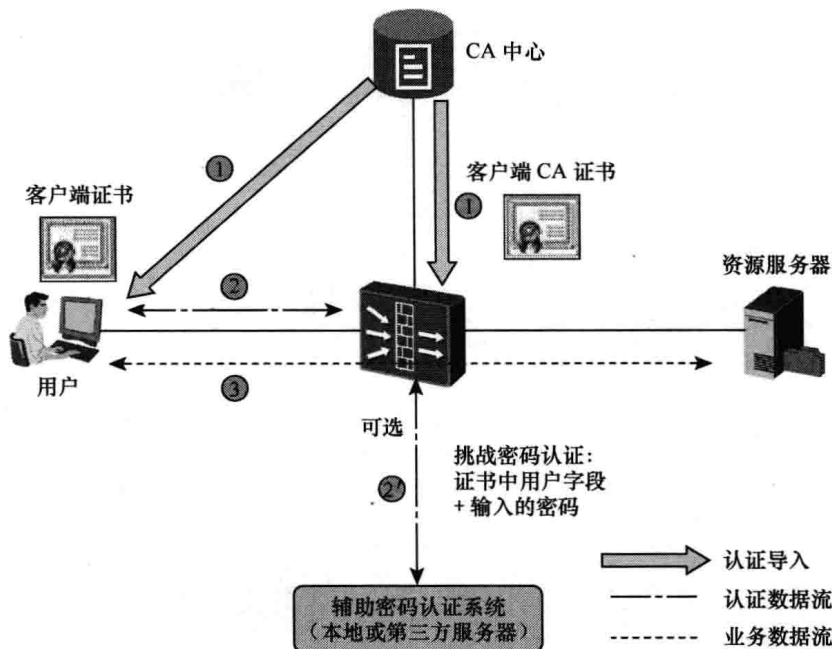 CA 中心
①
客户端 CA 证书
①
客户端证书
资源服务器
②
用户
③
可选
挑战密码认证:
证书中用户字段
+ 输入的密码
2′
认证导入
辅助密码认证系统
(本地或第三方服务器)
认证数据流
业务数据流